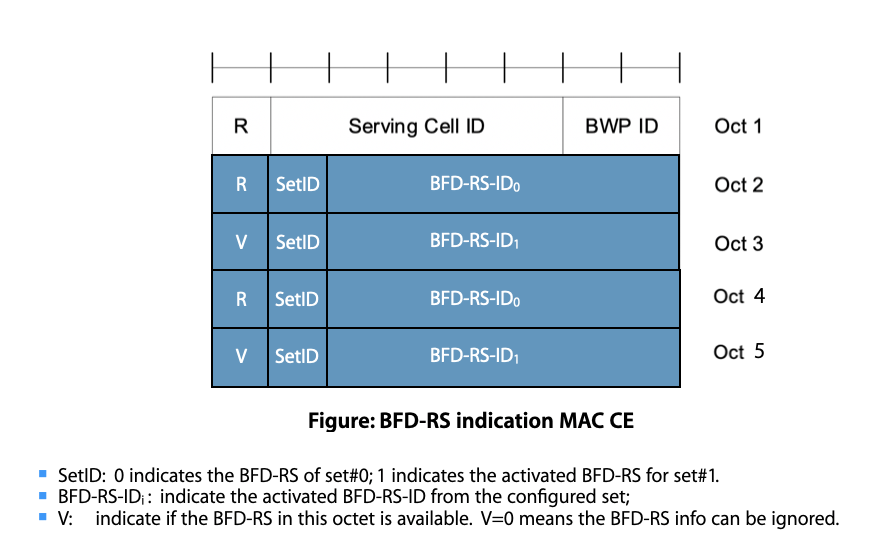 R Serving Cell ID BWP ID Oct 1
R SetID BFD-RS-ID₀ Oct 2
V SetID BFD-RS-ID₁ Oct 3
R SetID BFD-RS-ID₀ Oct 4
V SetID BFD-RS-ID₁ Oct 5
Figure: BFD-RS indication MAC CE
▪ SetID: 0 indicates the BFD-RS of set#0; 1 indicates the activated BFD-RS for set#1.
▪ BFD-RS-IDᵢ : indicate the activated BFD-RS-ID from the configured set;
▪ V: indicate if the BFD-RS in this octet is available. V=0 means the BFD-RS info can be ignored.